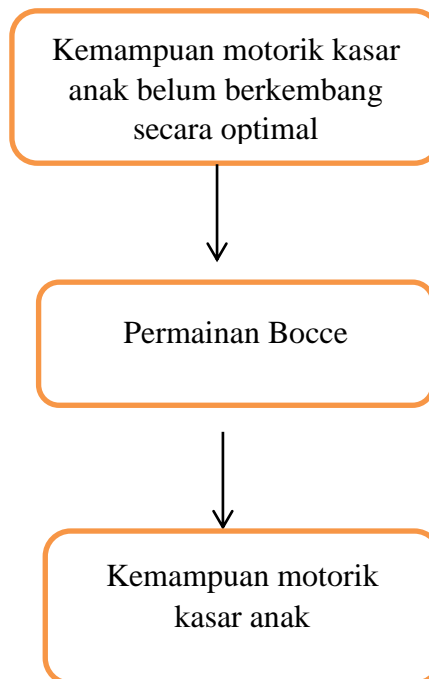 Kemampuan motorik kasar
anak belum berkembang
secara optimal
Permainan Bocce
Kemampuan motorik
kasar anak